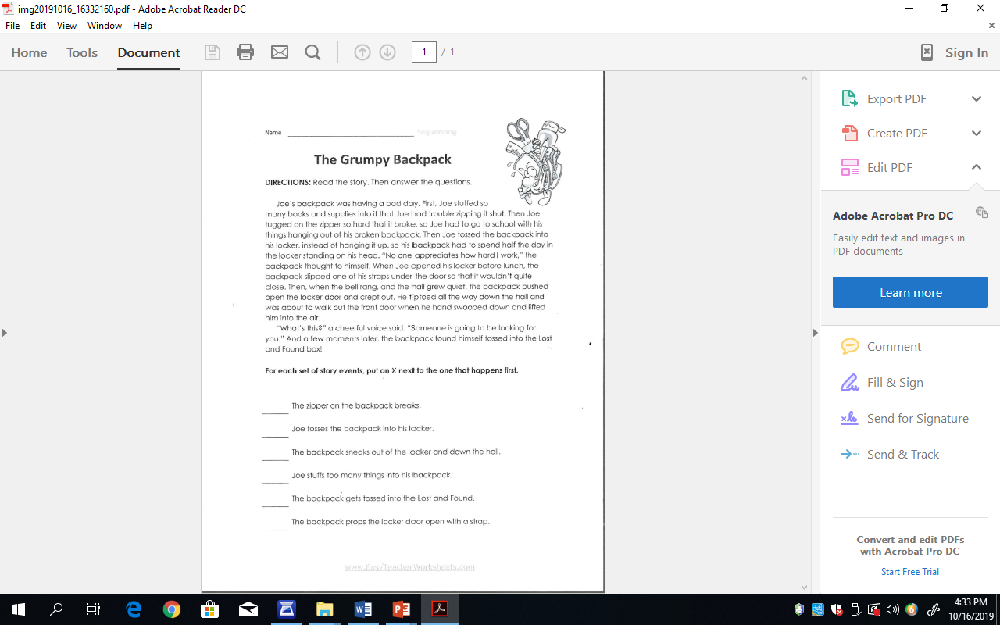 img20191016_16332160.pdf - Adobe Acrobat Reader DC
File Edit View Window Help
Home Tools Document 1 / 1 Sign In
Export PDF
Create PDF
Edit PDF
Adobe Acrobat Pro DC
Easily edit text and images in
PDF documents
Learn more
Comment
Fill & Sign
Send for Signature
Send & Track
Convert and edit PDFs
with Acrobat Pro DC
Start Free Trial
Name Sequencing
The Grumpy Backpack
DIRECTIONS: Read the story. Then answer the questions.
Joe's backpack was having a bad day. First, Joe stuffed so
many books and supplies into it that Joe had trouble zipping it shut. Then Joe
tugged on the zipper so hard that it broke, so Joe had to go to school with his
things hanging out of his broken backpack. Then Joe tossed the backpack into
his locker, instead of hanging it up, so his backpack had to spend half the day in
the locker standing on his head. "No one appreciates how hard I work," the
backpack thought to himself. When Joe opened his locker before lunch, the
backpack slipped one of his straps under the door so that it wouldn't quite
close. Then, when the bell rang, and the hall grew quiet, the backpack pushed
open the locker door and crept out. He tiptoed all the way down the hall and
was about to walk out the front door when he hand swooped down and lifted
him into the air.
"What's this?" a cheerful voice said. "Someone is going to be looking for
you." And a few moments later, the backpack found himself tossed into the Lost
and Found box!
For each set of story events, put an X next to the one that happens first.
The zipper on the backpack breaks.
Joe tosses the backpack into his locker.
The backpack sneaks out of the locker and down the hall.
Joe stuffs too many things into his backpack.
The backpack gets tossed into the Lost and Found.
The backpack props the locker door open with a strap.
www.EasyTeacherWorksheets.com
4:33 PM
10/16/2019